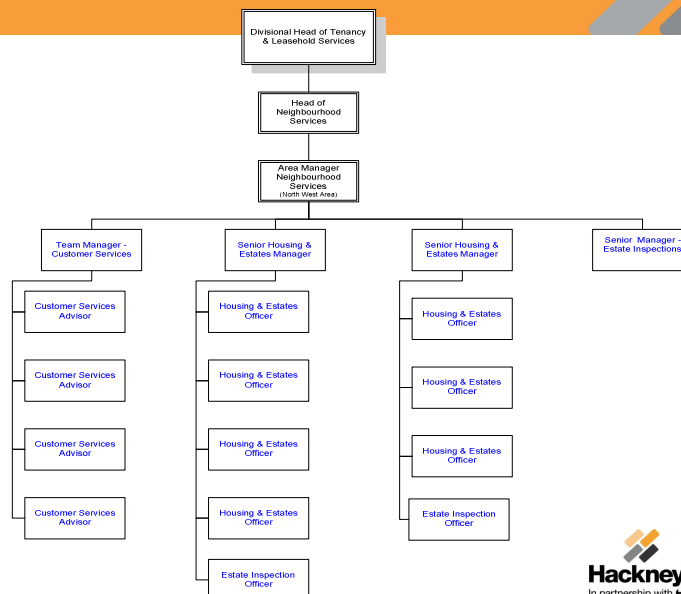 Divisional Head of Tenancy
& Leasehold Services
Head of
Neighbourhood
Services
Area Manager
Neighbourhood
Services
(North West Area)
Team Manager -
Customer Services
Senior Housing &
Estates Manager
Senior Housing &
Estates Manager
Senior Manager -
Estate Inspections
Customer Services
Advisor
Customer Services
Advisor
Customer Services
Advisor
Customer Services
Advisor
Housing & Estates
Officer
Housing & Estates
Officer
Housing & Estates
Officer
Housing & Estates
Officer
Estate Inspection
Officer
Housing & Estates
Officer
Housing & Estates
Officer
Housing & Estates
Officer
Estate Inspection
Officer
Hackney
In partnership with